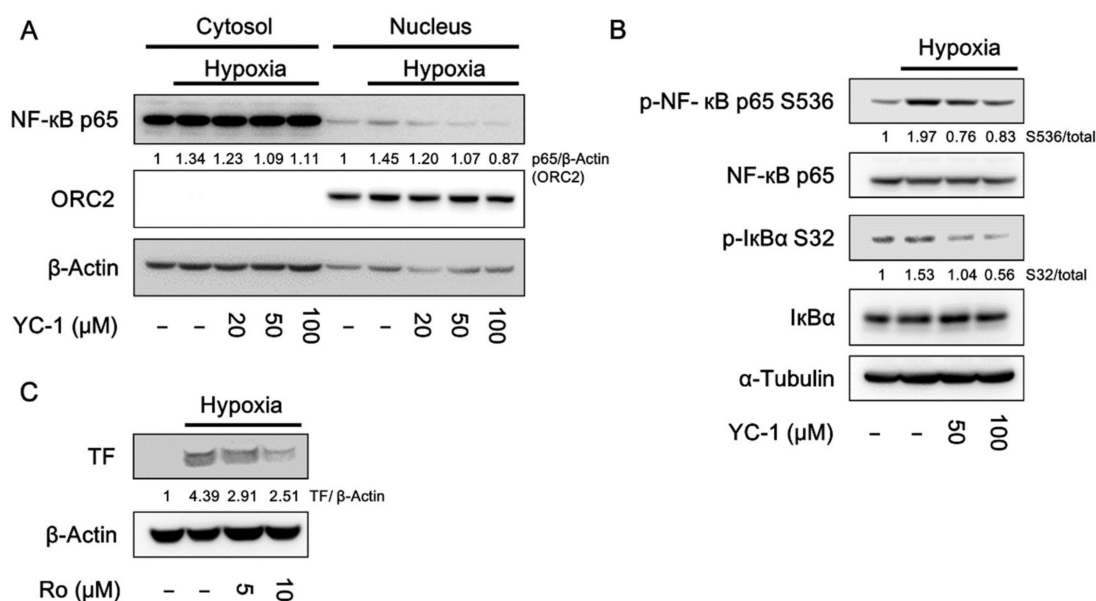 A
Cytosol Nucleus
Hypoxia Hypoxia
NF-κB p65
1 1.34 1.23 1.09 1.11 1 1.45 1.20 1.07 0.87 p65/β-Actin
(ORC2)
ORC2
β-Actin
YC-1 (μM) – – 20 50 100 – – 20 50 100
B
Hypoxia
p-NF- κB p65 S536
1 1.97 0.76 0.83 S536/total
NF-κB p65
p-IκBα S32
1 1.53 1.04 0.56 S32/total
IκBα
α-Tubulin
YC-1 (μM) – – 50 100
C
Hypoxia
TF
1 4.39 2.91 2.51 TF/ β-Actin
β-Actin
Ro (μM) – – 5 10